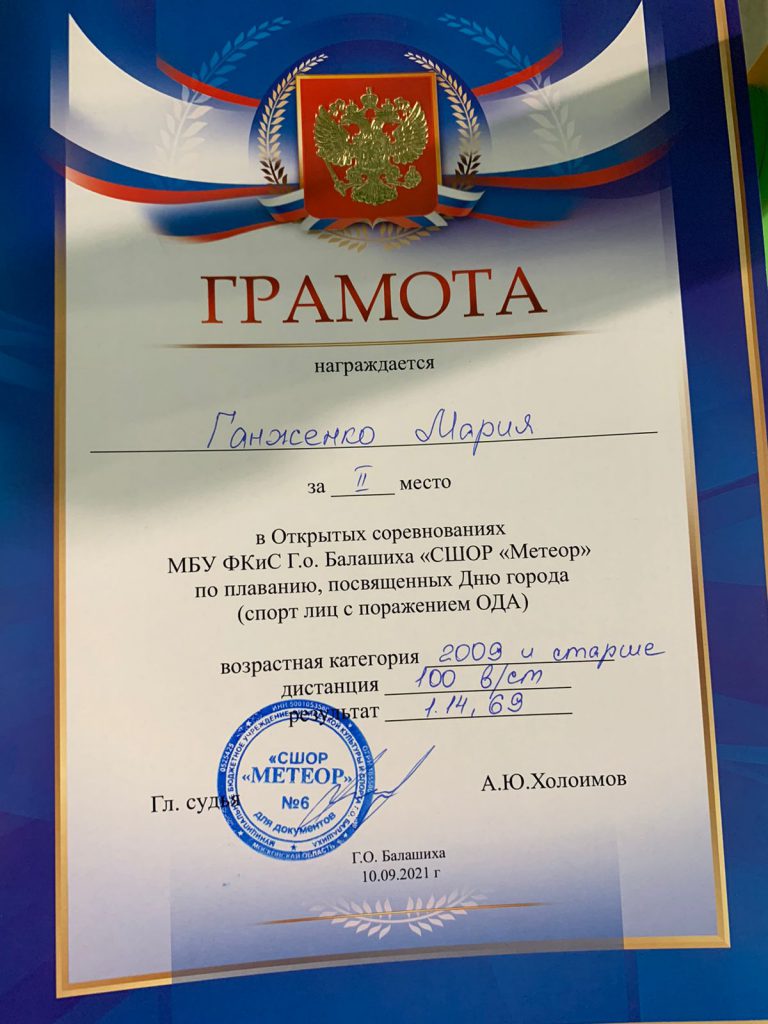 ГРАМОТА
награждается
Ганженко Мария
за II место
в Открытых соревнованиях
МБУ ФКиС Г.о. Балашиха «СШОР «Метеор»
по плаванию, посвященных Дню города
(спорт лиц с поражением ОДА)
возрастная категория 2009 и старше
дистанция 100 в/ст
результат 1.14,69
«СШОР
«МЕТЕОР»
№6
для документов
МОСКОВСКАЯ ОБЛАСТЬ
Гл. судья
А.Ю.Холоимов
Г.О. Балашиха
10.09.2021 г